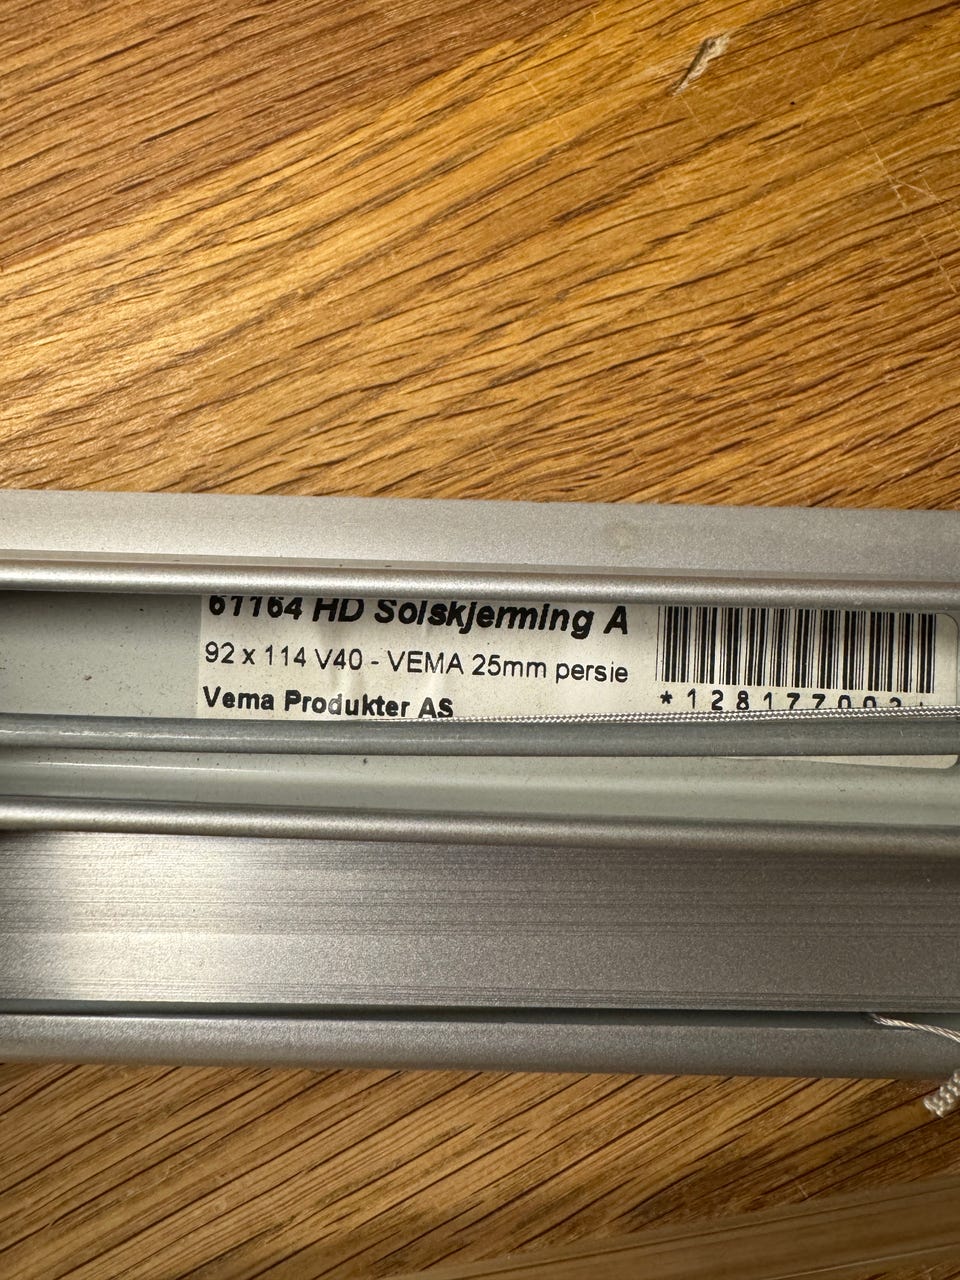 61164 HD Solskjerming A
92 x 114 V40 - VEMA 25mm persie
Vema Produkter AS